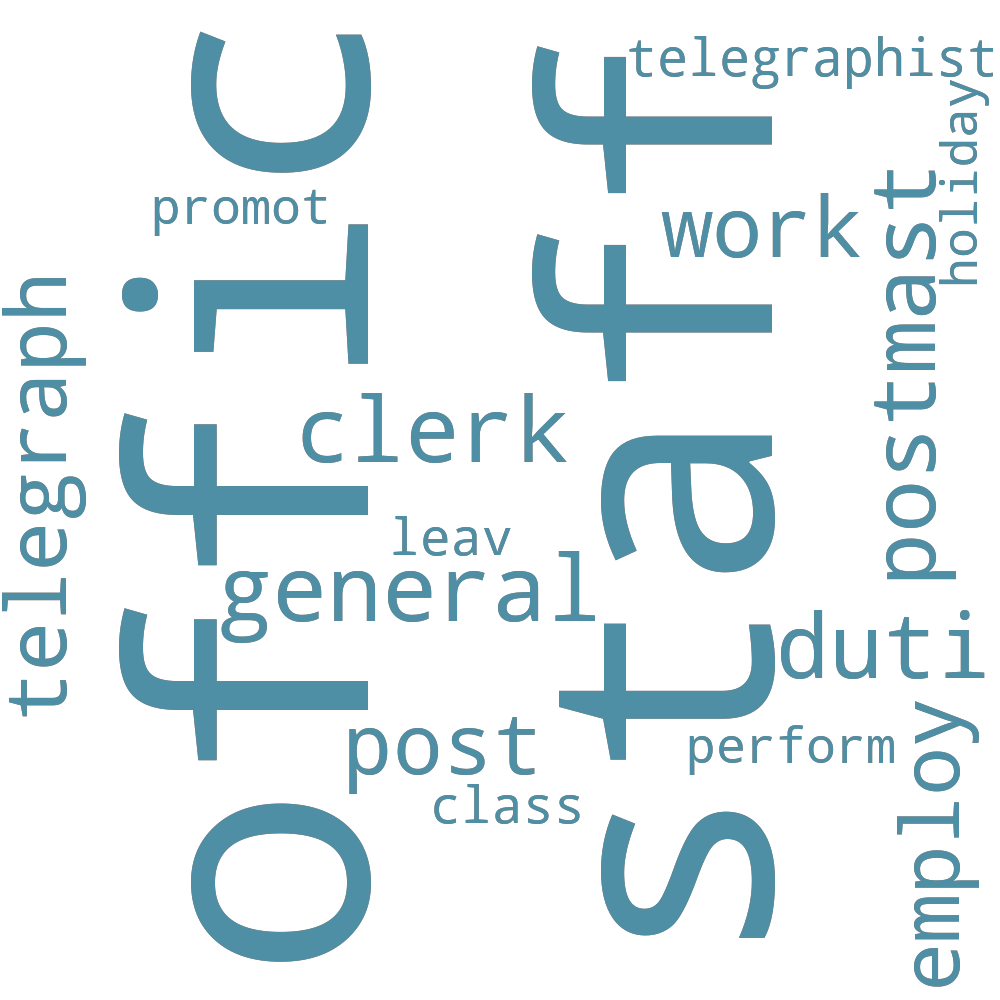 offic
staff
telegraphist
holiday
promot
work
postmast
telegraph
clerk
leav
general
duti
post
perform
class
employ